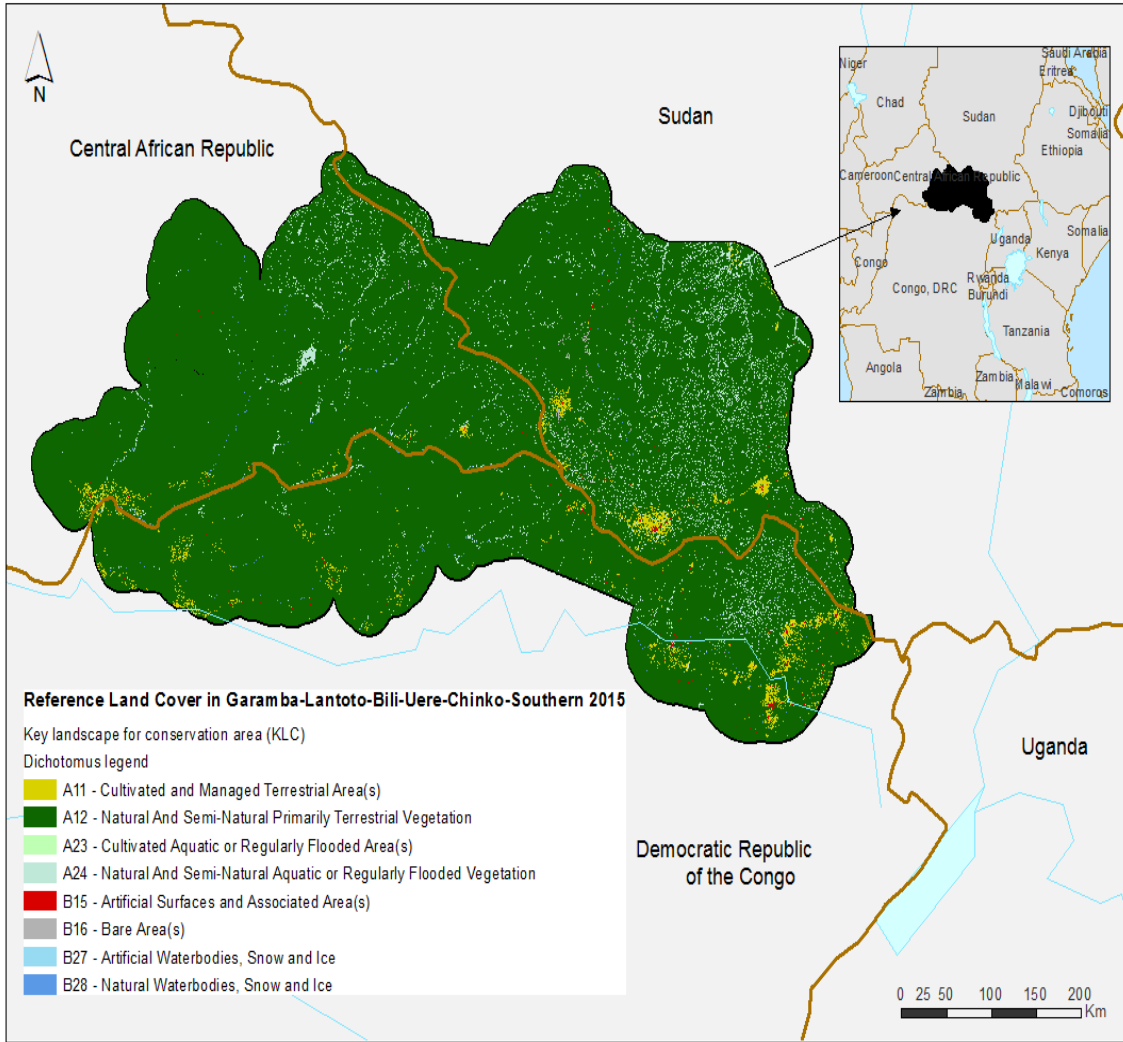 N
Central African Republic
Sudan
Niger
Chad
Sudan
Saudi Arabia
Eritrea
Djibouti
Somalia
Ethiopia
Cameroon
Central African Republic
Uganda
Somalia
Kenya
Congo
Congo, DRC
Rwanda
Burundi
Tanzania
Angola
Zambia
Malawi
Zambia
Comoros
Reference Land Cover in Garamba-Lantoto-Bili-Uere-Chinko-Southern 2015
Key landscape for conservation area (KLC)
Dichotomus legend
A11 - Cultivated and Managed Terrestrial Area(s)
A12 - Natural And Semi-Natural Primarily Terrestrial Vegetation
A23 - Cultivated Aquatic or Regularly Flooded Area(s)
A24 - Natural And Semi-Natural Aquatic or Regularly Flooded Vegetation
B15 - Artificial Surfaces and Associated Area(s)
B16 - Bare Area(s)
B27 - Artificial Waterbodies, Snow and Ice
B28 - Natural Waterbodies, Snow and Ice
Uganda
Democratic Republic
of the Congo
0 25 50 100 150 200
Km